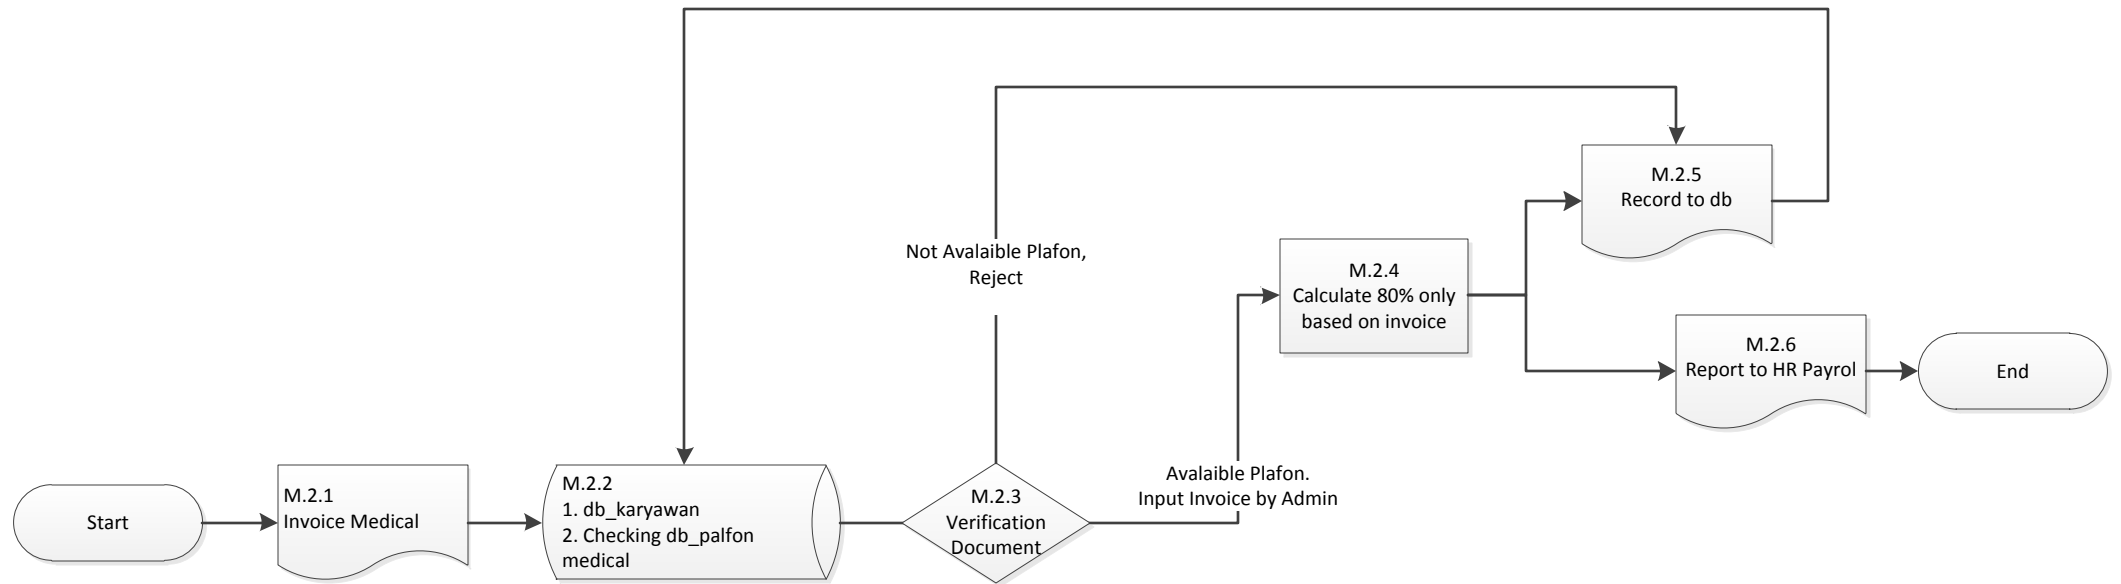 Start
M.2.1
Invoice Medical
M.2.2
1. db_karyawan
2. Checking db_palfon
medical
M.2.3
Verification
Document
Not Avalaible Plafon,
Reject
Avalaible Plafon.
Input Invoice by Admin
M.2.4
Calculate 80% only
based on invoice
M.2.5
Record to db
M.2.6
Report to HR Payrol
End